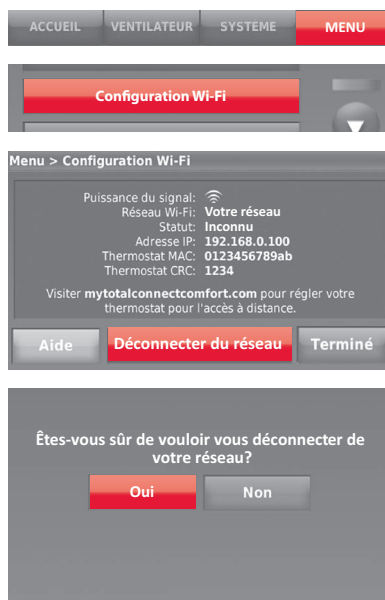 ACCUEIL VENTILATEUR SYSTEME MENU
Configuration Wi-Fi
Menu > Configuration Wi-Fi
Puissance du signal:
Réseau Wi-Fi: Votre réseau
Statut: Inconnu
Adresse IP: 192.168.0.100
Thermostat MAC: 0123456789ab
Thermostat CRC: 1234
Visiter mytotalconnectcomfort.com pour régler votre
thermostat pour l'accès à distance.
Aide Déconnecter du réseau Terminé
Êtes-vous sûr de vouloir vous déconnecter de
votre réseau?
Oui Non